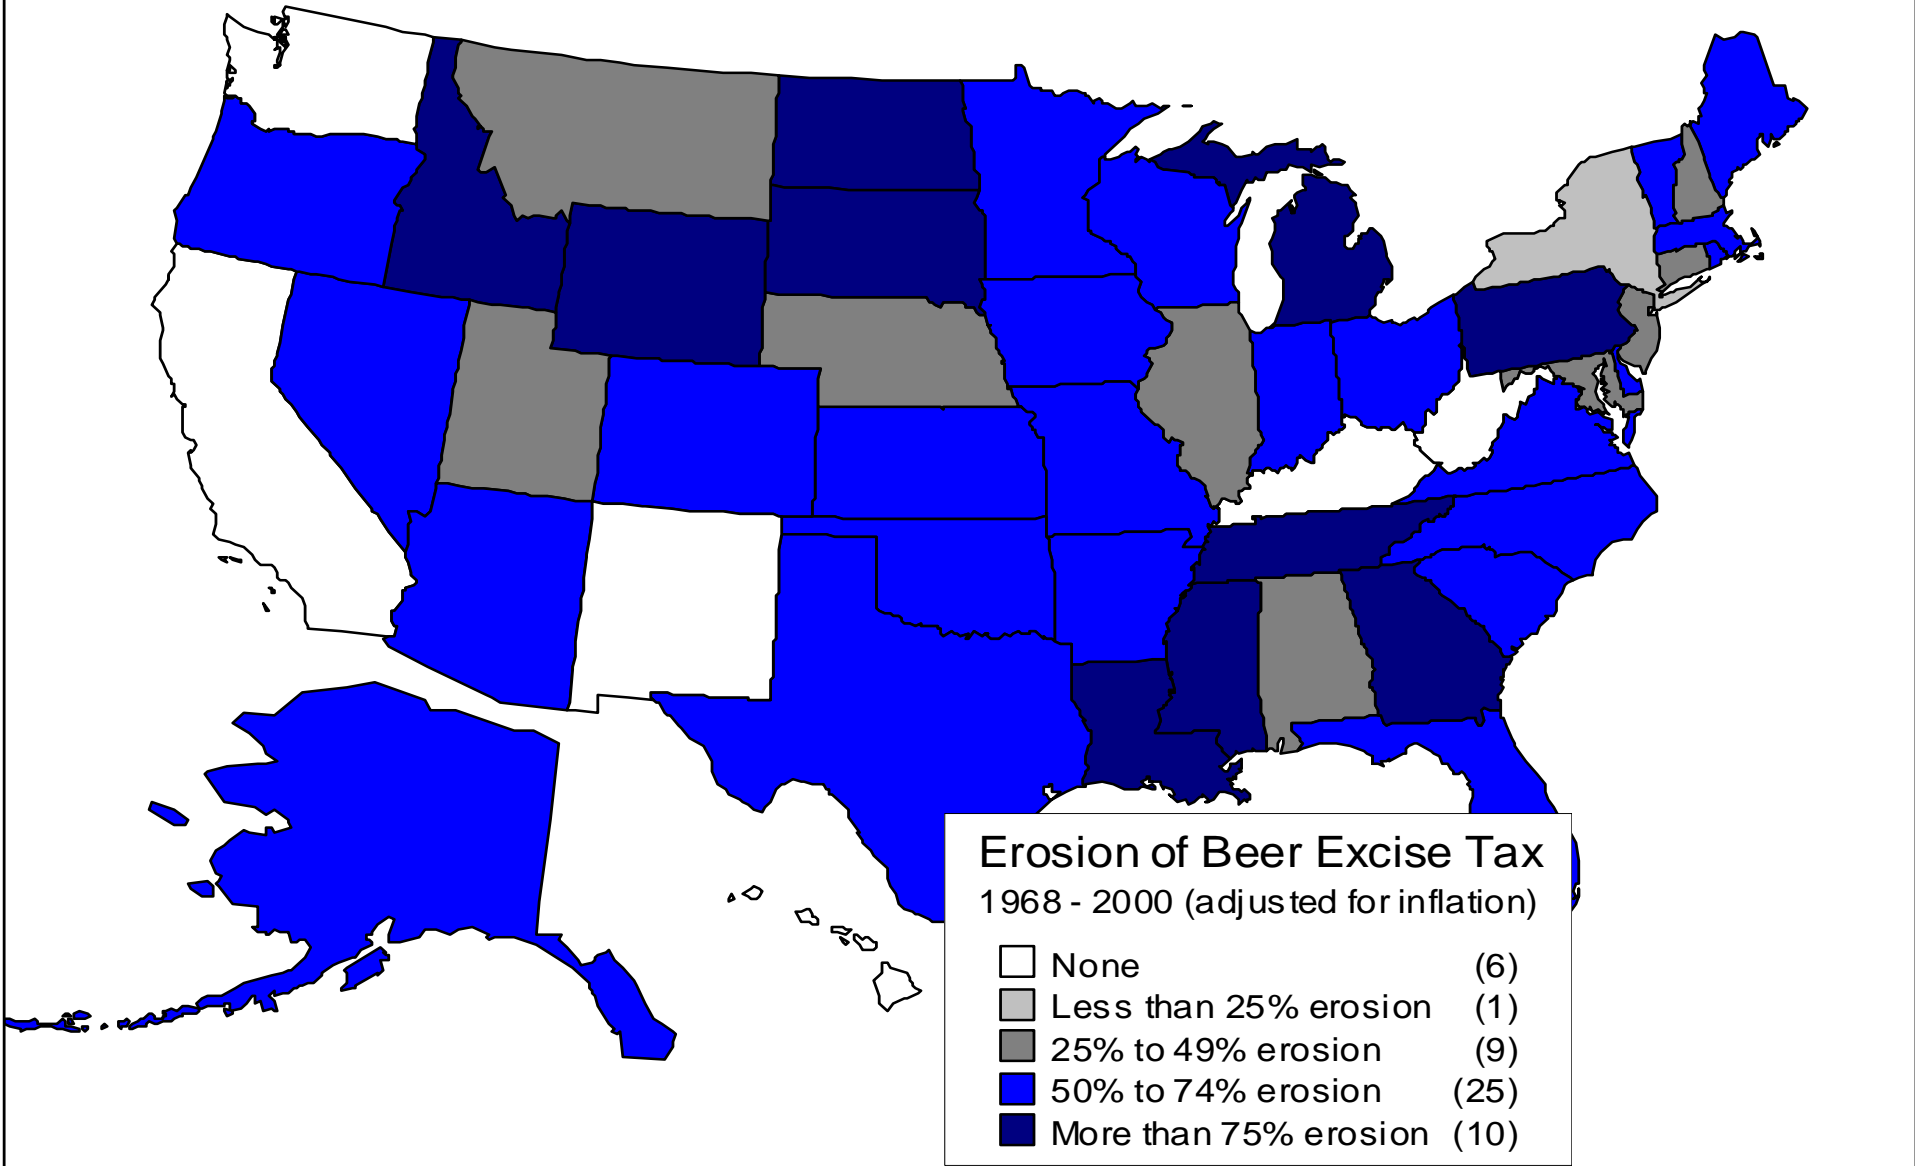 Erosion of Beer Excise Tax
1968 - 2000 (adjusted for inflation)
None (6)
Less than 25% erosion (1)
25% to 49% erosion (9)
50% to 74% erosion (25)
More than 75% erosion (10)